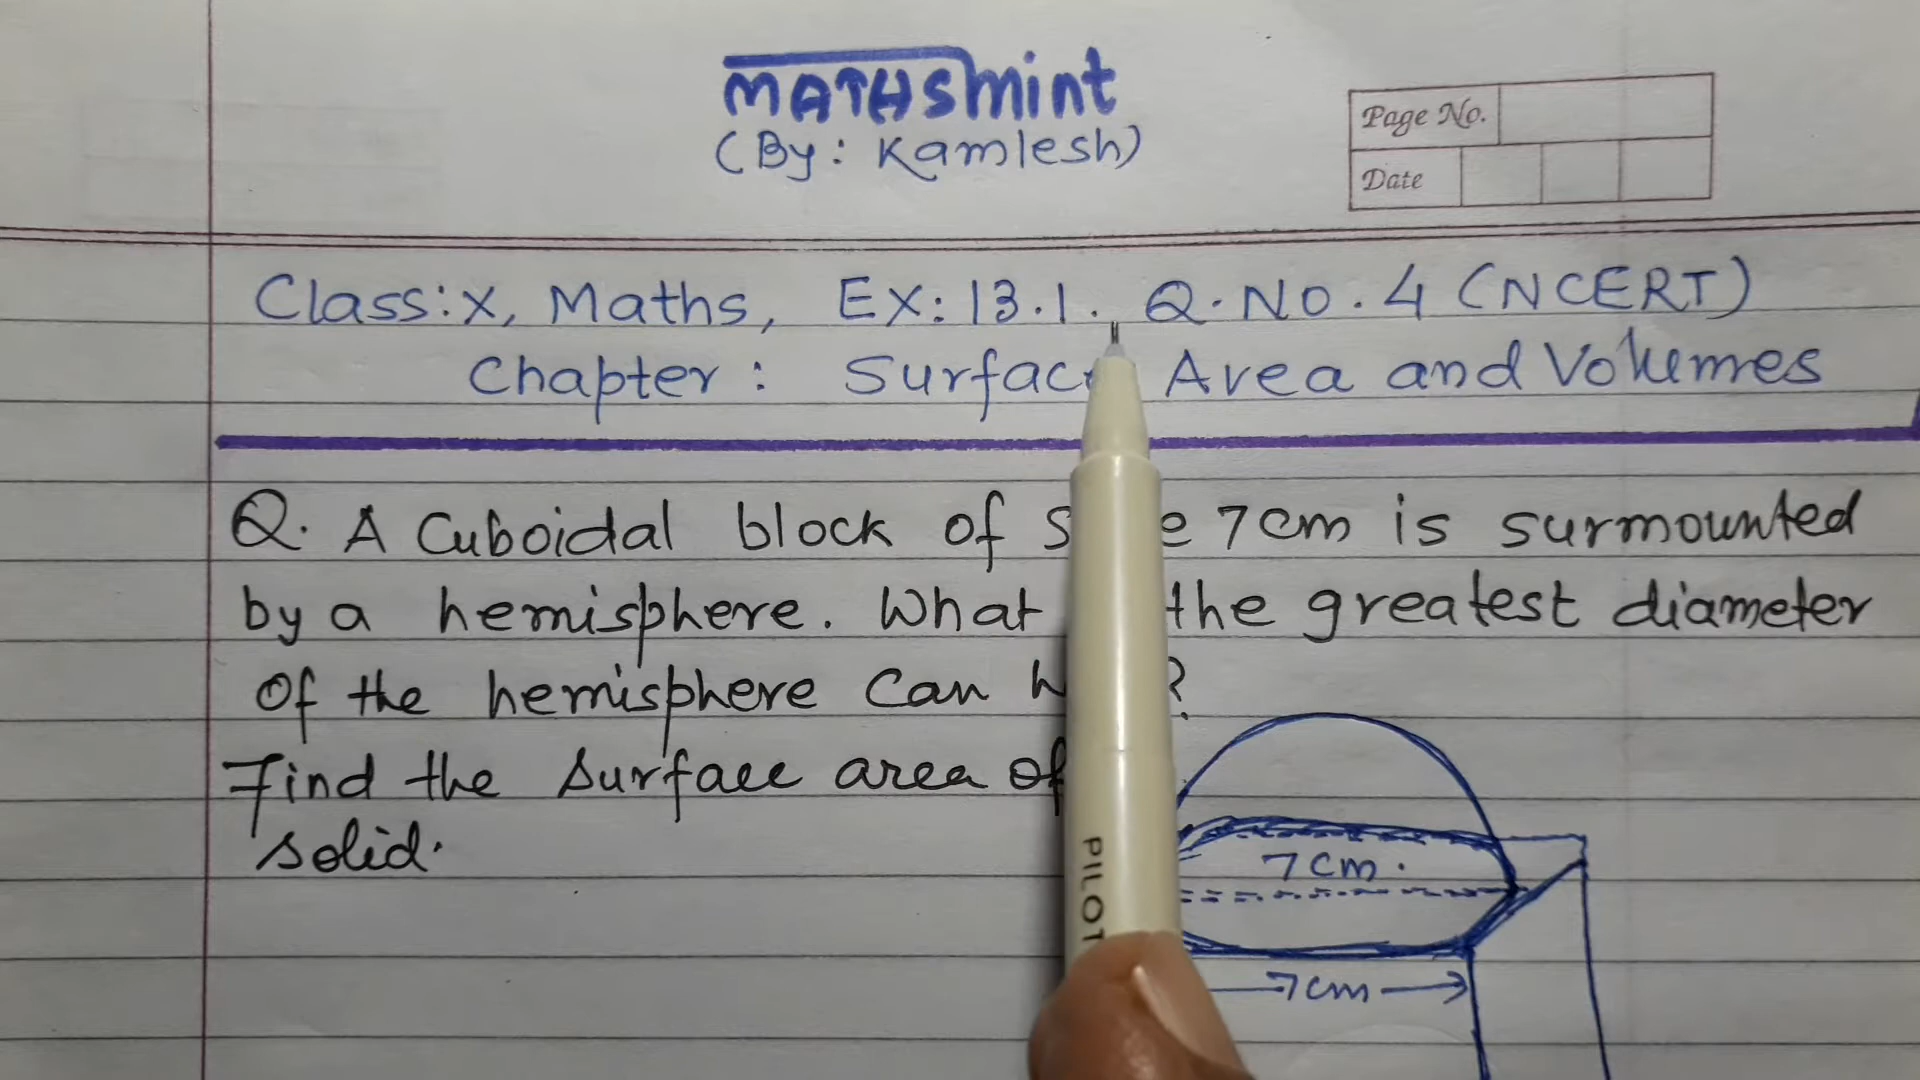 MATHSmint
(By: Kamlesh)
Page No.
Date
Class:X, Maths, EX: 13.1. Q.NO.4 (NCERT)
Chapter: Surface Area and Volumes
Q. A Cuboidal block of 7cm is surmounted
by a hemisphere. What the greatest diameter
Of the hemisphere can ?
Find the surface area of
solid.
7cm.
7cm
PILOT